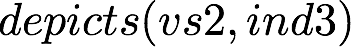 depicts(vs2, ind3)